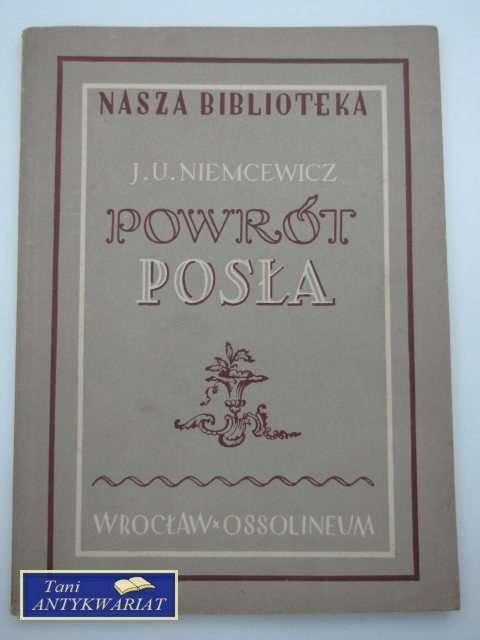 NASZA BIBLIOTEKA
J. U. NIEMCEWICZ
POWRÓT
POSŁA
WROCŁAW × OSSOLINEUM
Tani
ANTYKWARIAT